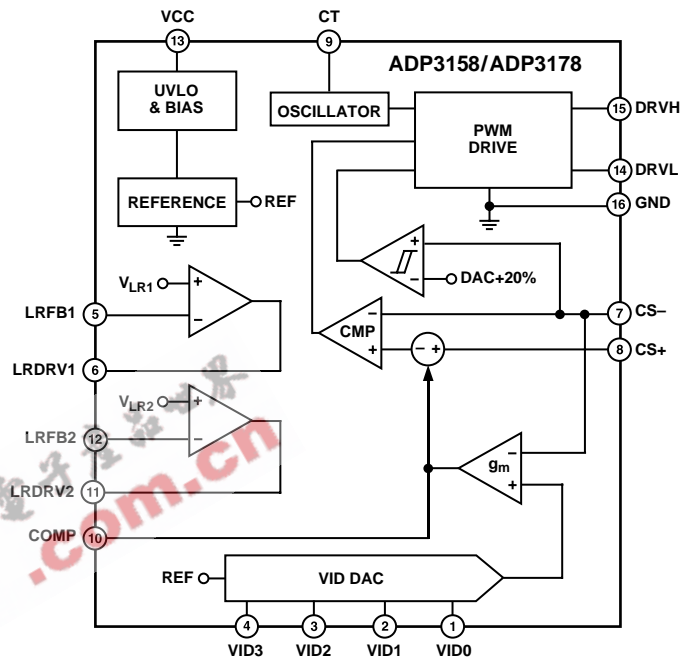 VCC
CT
13
9
ADP3158/ADP3178
UVLO
& BIAS
OSCILLATOR
PWM
DRIVE
15 DRVH
14 DRVL
16 GND
REFERENCE
REF
VLR1
+
−
+
−
DAC+20%
LRFB1 5
CMP
−
+
− +
7 CS−
8 CS+
LRDRV1 6
VLR2
+
−
LRFB2 12
gm
−
+
LRDRV2 11
COMP 10
.com.cn
REF
VID DAC
4
3
2
1
VID3
VID2
VID1
VID0